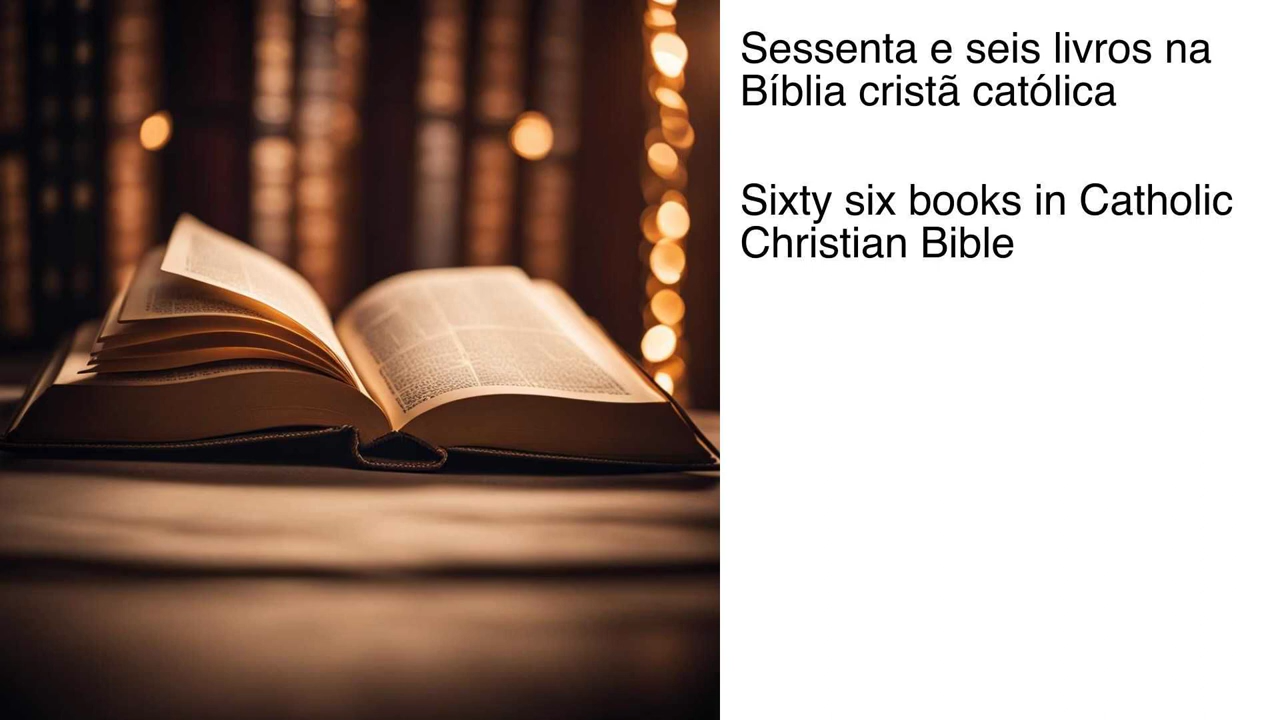 Sessenta e seis livros na
Bíblia cristã católica
Sixty six books in Catholic
Christian Bible